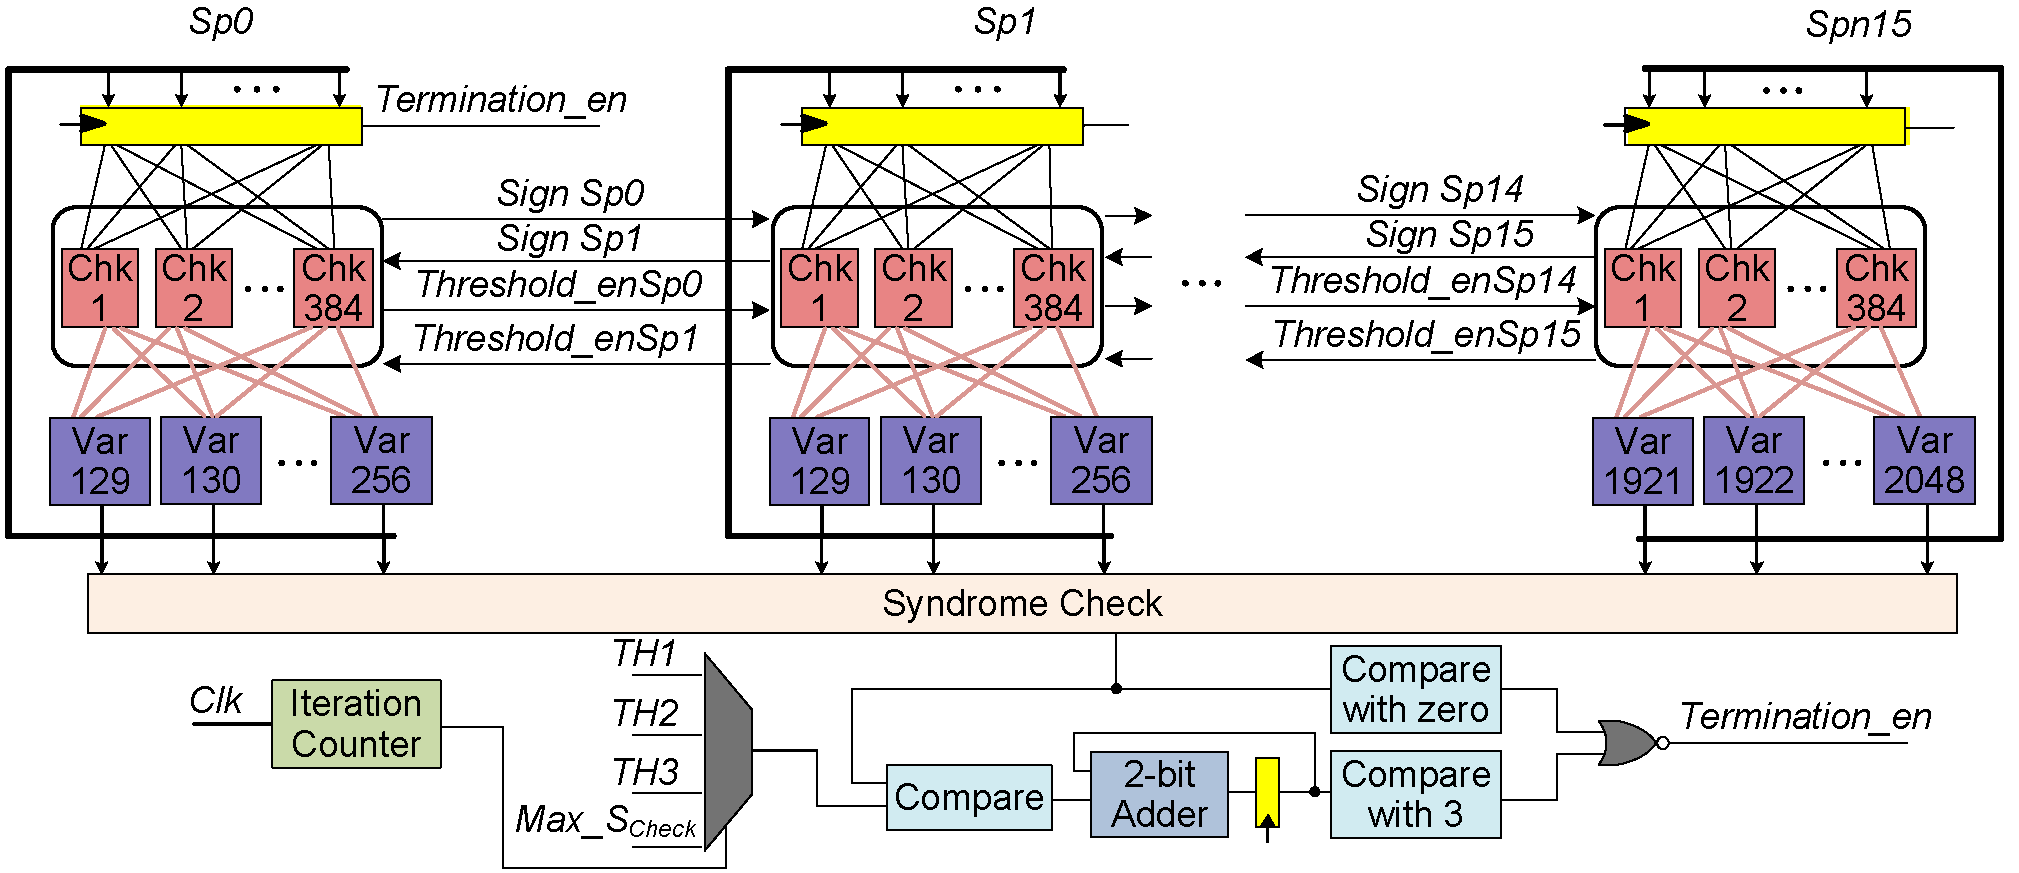 Sp0 Sp1 Spn15
Termination_en
Sign Sp0 Sign Sp14
Sign Sp1 Sign Sp15
Threshold_enSp0 Threshold_enSp14
Threshold_enSp1 Threshold_enSp15
Chk 1 Chk 2 ... Chk 384 Chk 1 Chk 2 ... Chk 384 ... Chk 1 Chk 2 ... Chk 384
Var 129 Var 130 ... Var 256 Var 129 Var 130 ... Var 256 Var 1921 Var 1922 ... Var 2048
Syndrome Check
Clk
Iteration
Counter
TH1
TH2
TH3
Max_SCheck
Compare
2-bit
Adder
Compare
with zero
Compare
with 3
Termination_en